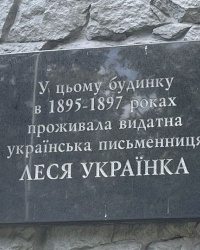 У цьому будинку
в 1895-1897 роках
проживала видатна
українська письменниця
ЛЕСЯ УКРАЇНКА